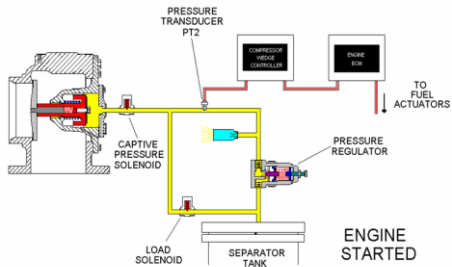 PRESSURE
TRANSDUCER
PT2
COMPRESSOR
WEDGE
CONTROLLER
ENGINE
ECM
TO
FUEL
ACTUATORS
CAPTIVE
PRESSURE
SOLENOID
PRESSURE
REGULATOR
LOAD
SOLENOID
SEPARATOR
TANK
ENGINE
STARTED